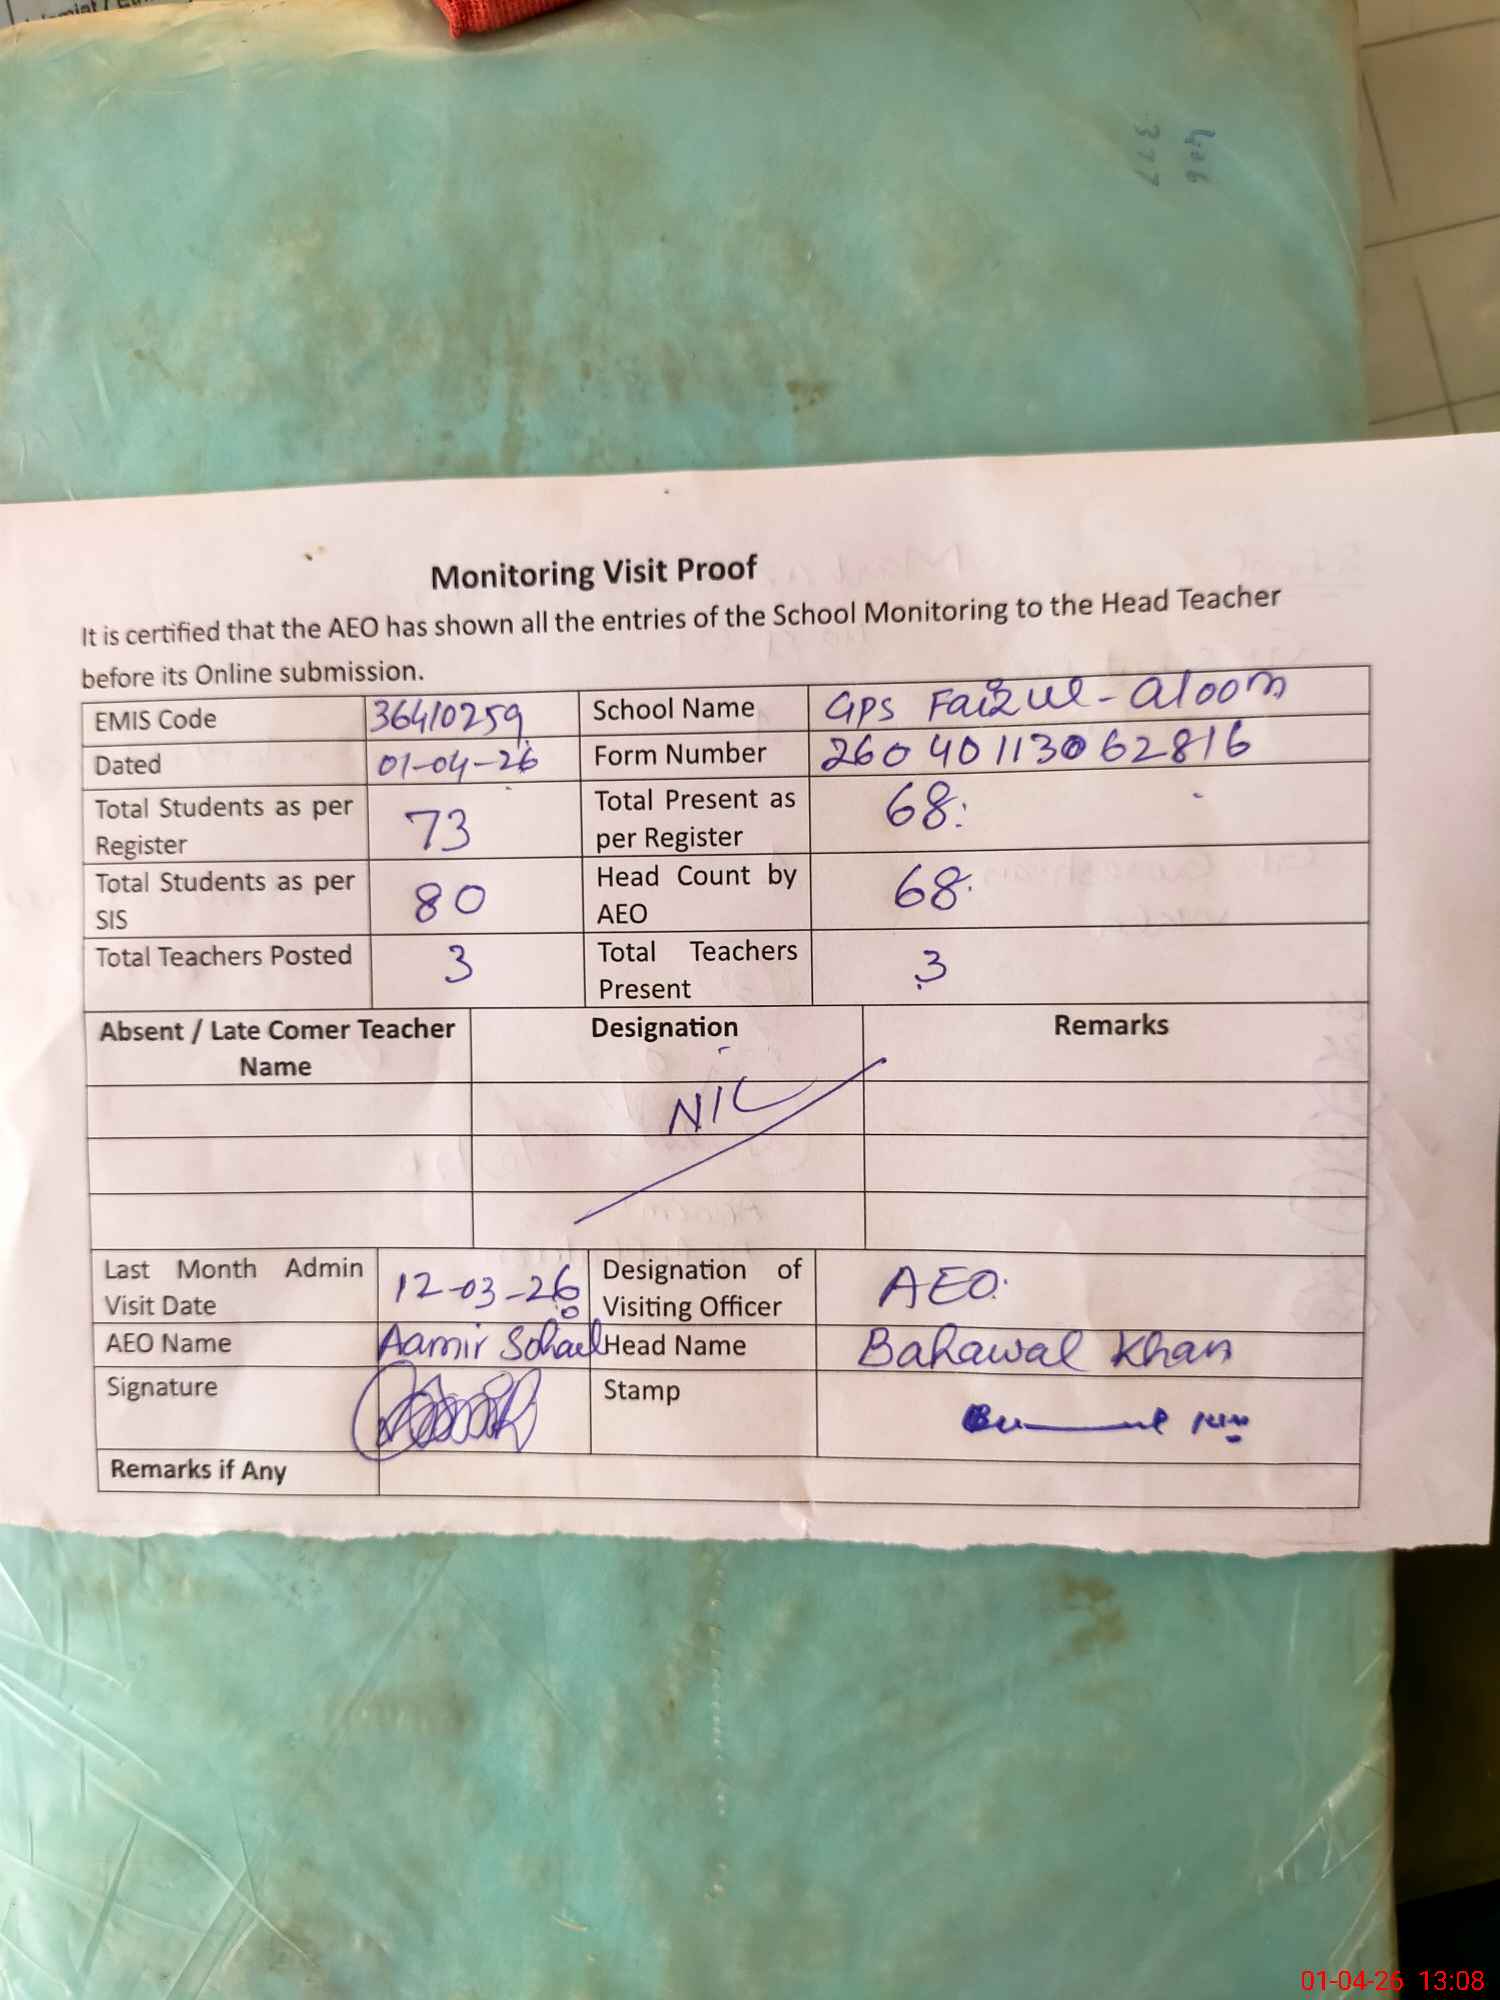 Monitoring Visit Proof
It is certified that the AEO has shown all the entries of the School Monitoring to the Head Teacher
before its Online submission.
EMIS Code 36410259 School Name GPS Faizul-aloom
Dated 01-04-26 Form Number 26040113062816
Total Students as per Register 73 Total Present as per Register 68
Total Students as per SIS 80 Head Count by AEO 68
Total Teachers Posted 3 Total Teachers Present 3
Absent / Late Comer Teacher Name Designation Remarks
NIL
Last Month Admin Visit Date 12-03-26 Designation of Visiting Officer AEO
AEO Name Aamir Sohael Head Name Bahawal Khan
Signature Stamp
Remarks if Any
01-04-26 13:08